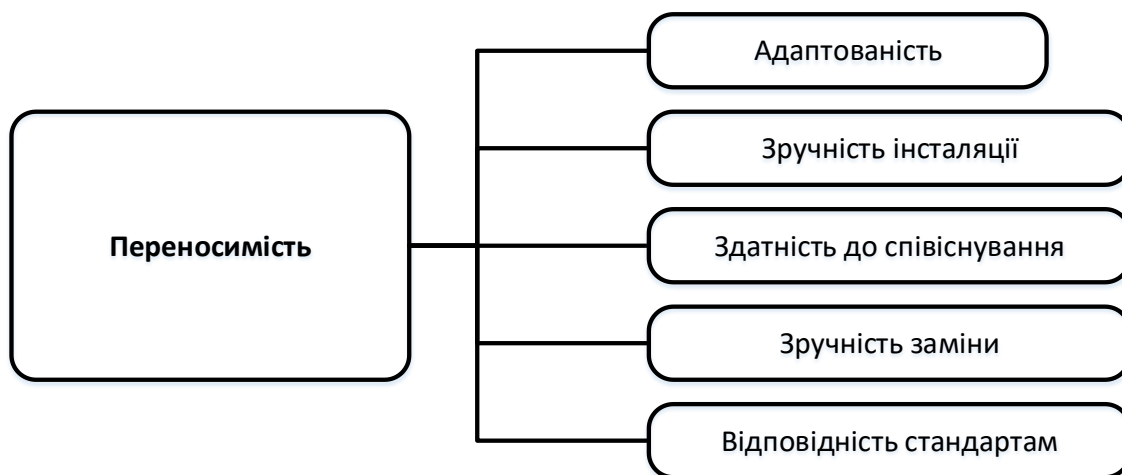 Переносимість
Адаптованість
Зручність інсталяції
Здатність до співіснування
Зручність заміни
Відповідність стандартам